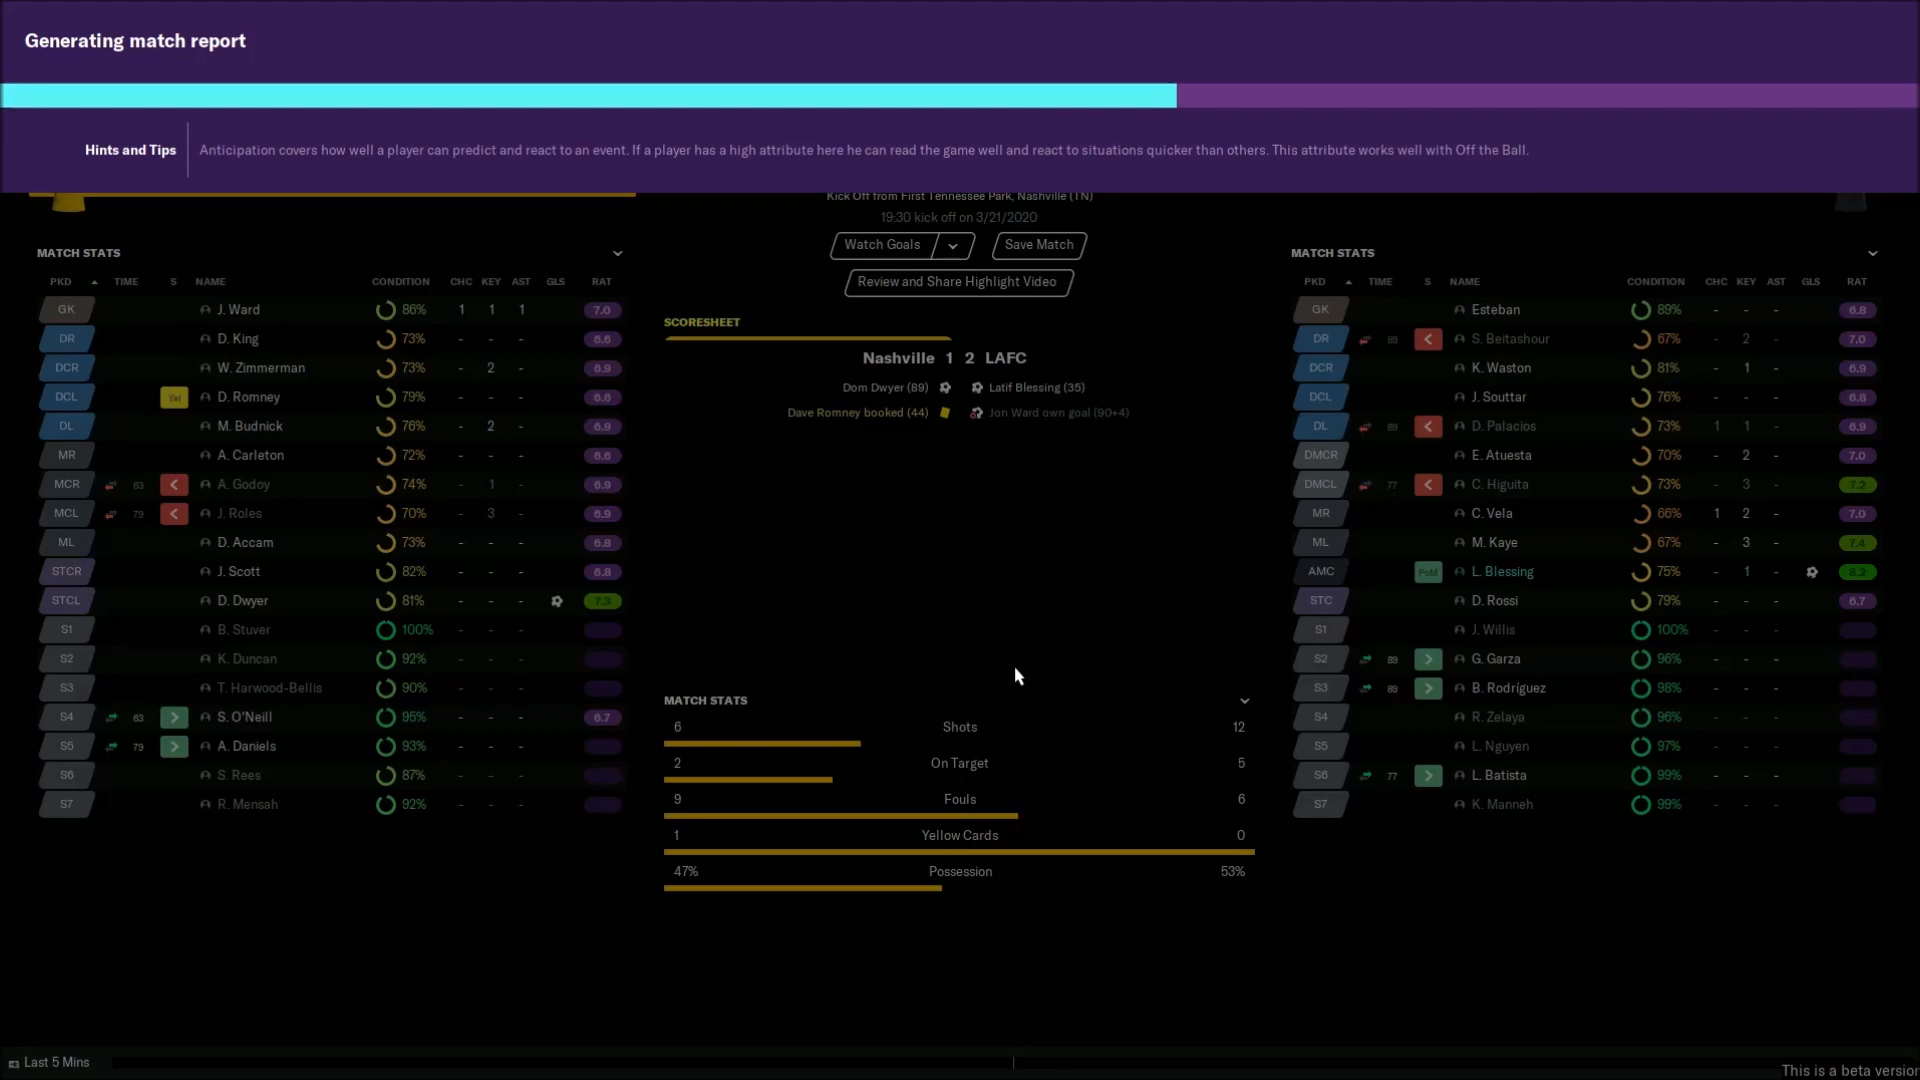 Generating match report
Hints and Tips
Anticipation covers how well a player can predict and react to an event. If a player has a high attribute here he can read the game well and react to situations quicker than others. This attribute works well with Off the Ball.
Kick Off from First Tennessee Park, Nashville (TN)
19:30 kick off on 3/21/2020
Watch Goals
Save Match
Review and Share Highlight Video
MATCH STATS
PKD TIME S NAME CONDITION CHC KEY AST GLS RAT
GK J. Ward 86% 1 1 1 7.0
DR D. King 73% - - - 6.6
DCR W. Zimmerman 73% - 2 - 6.9
DCL Yel D. Romney 79% - - - 6.6
DL M. Budnick 76% - 2 - 6.9
MR A. Carleton 72% - - - 6.6
MCR 63 A. Godoy 74% - 1 - 6.9
MCL 79 J. Roles 70% - 3 - 6.9
ML D. Accam 73% - - - 6.8
STCR J. Scott 82% - - - 6.8
STCL D. Dwyer 81% - - - 7.3
S1 B. Stuver 100% - - -
S2 K. Duncan 92% - - -
S3 T. Harwood-Bellis 90% - - -
S4 63 S. O'Neill 95% - - - 6.7
S5 79 A. Daniels 93% - - -
S6 S. Rees 87% - - -
S7 R. Mensah 92% - - -
SCORESHEET
Nashville 1 2 LAFC
Dom Dwyer (89) Latif Blessing (35)
Dave Romney booked (44) Jon Ward own goal (90+4)
MATCH STATS
6 Shots 12
2 On Target 5
9 Fouls 6
1 Yellow Cards 0
47% Possession 53%
MATCH STATS
PKD TIME S NAME CONDITION CHC KEY AST GLS RAT
GK Esteban 89% - - - 6.8
DR 89 S. Beitashour 67% - 2 - 7.0
DCR K. Waston 81% - 1 - 6.9
DCL J. Souttar 76% - - - 6.8
DL 89 D. Palacios 73% 1 1 - 6.9
DMCR E. Atuesta 70% - 2 - 7.0
DMCL 77 C. Higuita 73% - 3 - 7.2
MR C. Vela 66% 1 2 - 7.0
ML M. Kaye 67% - 3 - 7.4
AMC PoM L. Blessing 75% - 1 - 8.2
STC D. Rossi 79% - - - 6.7
S1 J. Willis 100% - - -
S2 89 G. Garza 96% - - -
S3 89 B. Rodríguez 98% - - -
S4 R. Zelaya 96% - - -
S5 L. Nguyen 97% - - -
S6 77 L. Batista 99% - - -
S7 K. Manneh 99% - - -
Last 5 Mins
This is a beta version